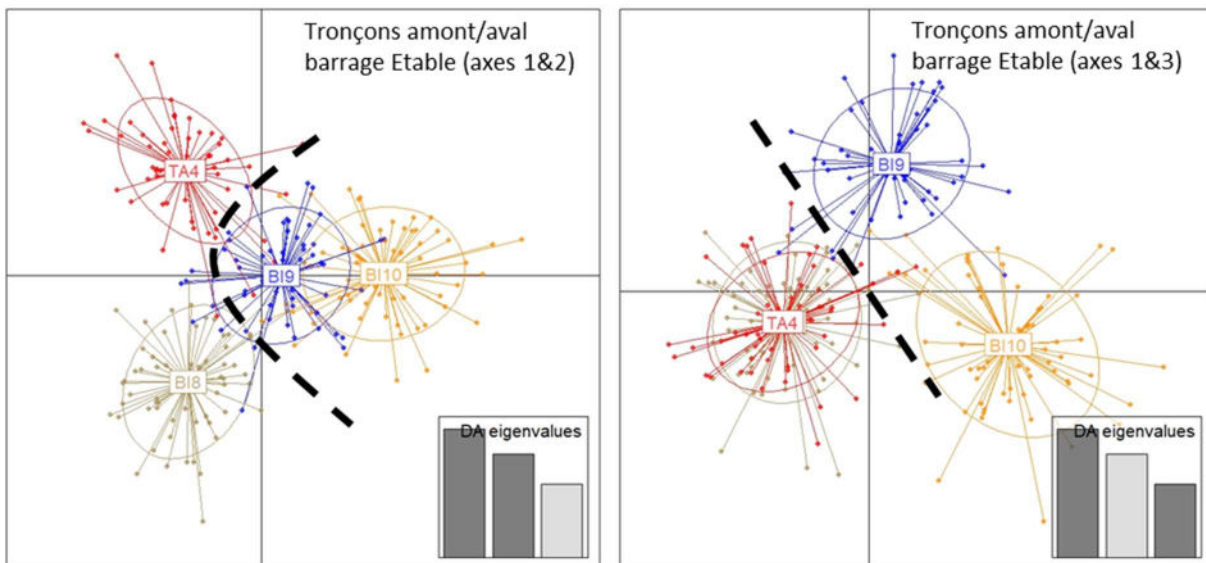 Tronçons amont/aval
barrage Etable (axes 1&2)
TA4
BI9
BI10
BI8
DA eigenvalues
Tronçons amont/aval
barrage Etable (axes 1&3)
BI9
TA4
BI10
DA eigenvalues